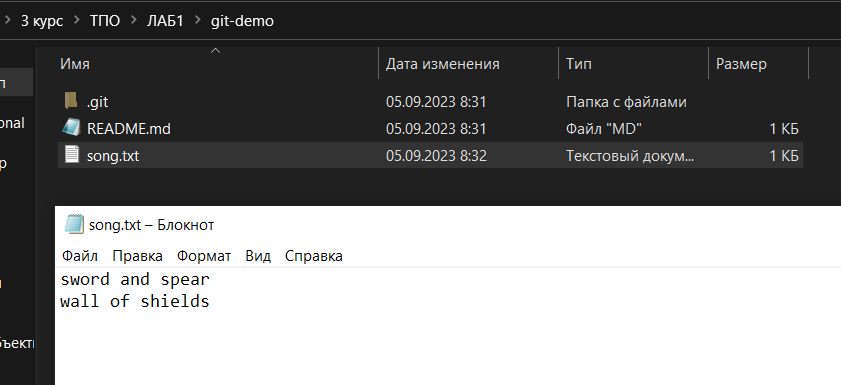 3 курс > ТПО > ЛАБ1 > git-demo
Имя Дата изменения Тип Размер
.git 05.09.2023 8:31 Папка с файлами
README.md 05.09.2023 8:31 Файл "MD" 1 КБ
song.txt 05.09.2023 8:32 Текстовый докум... 1 КБ
song.txt – Блокнот
Файл Правка Формат Вид Справка
sword and spear
wall of shields